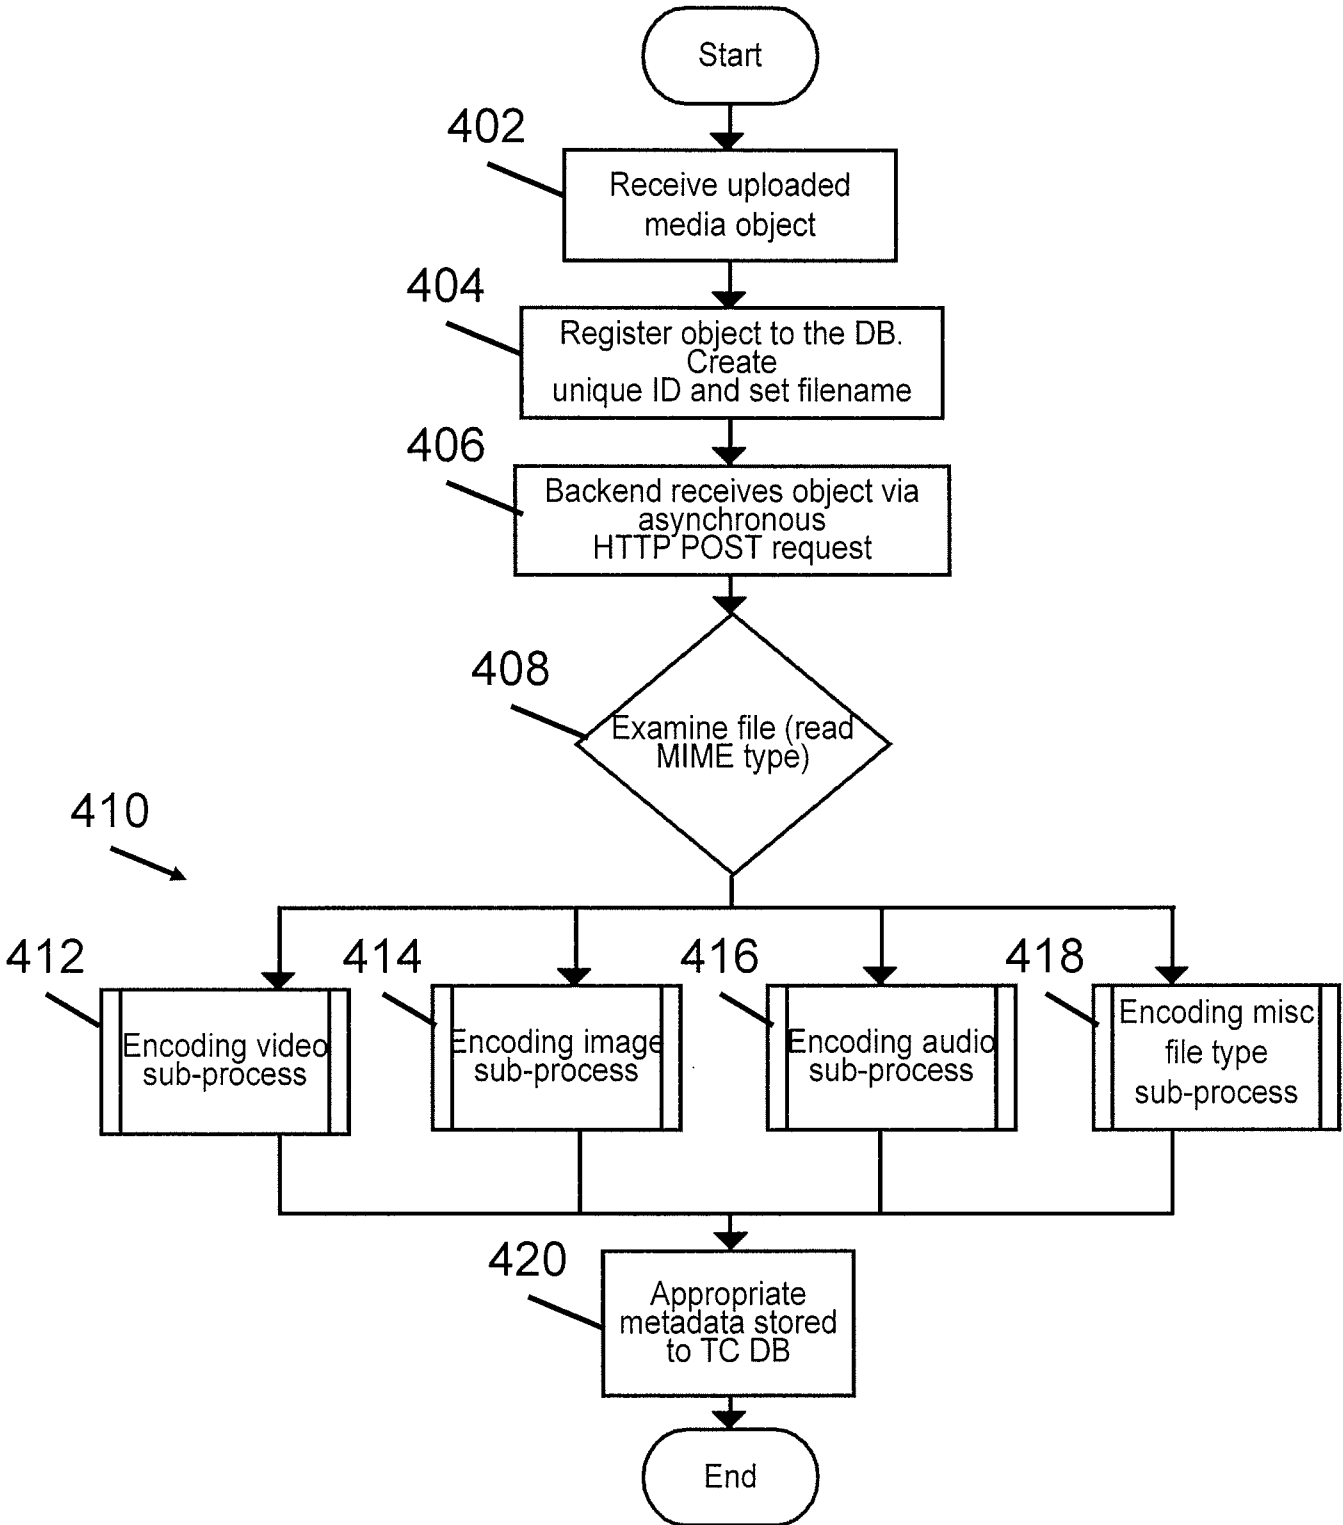 Start
402
Receive uploaded
media object
404
Register object to the DB.
Create
unique ID and set filename
406
Backend receives object via
asynchronous
HTTP POST request
408
Examine file (read
MIME type)
410
412
Encoding video
sub-process
414
Encoding image
sub-process
416
Encoding audio
sub-process
418
Encoding misc
file type
sub-process
420
Appropriate
metadata stored
to TC DB
End